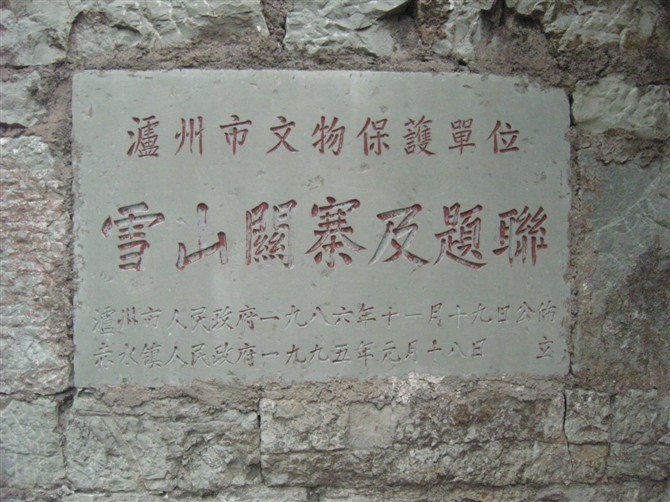 瀘州市文物保護單位
雪山關寨及題聯
瀘州市人民政府一九八六年十一月十九日公佈
赤水镇人民政府一九九五年元月十八日 立